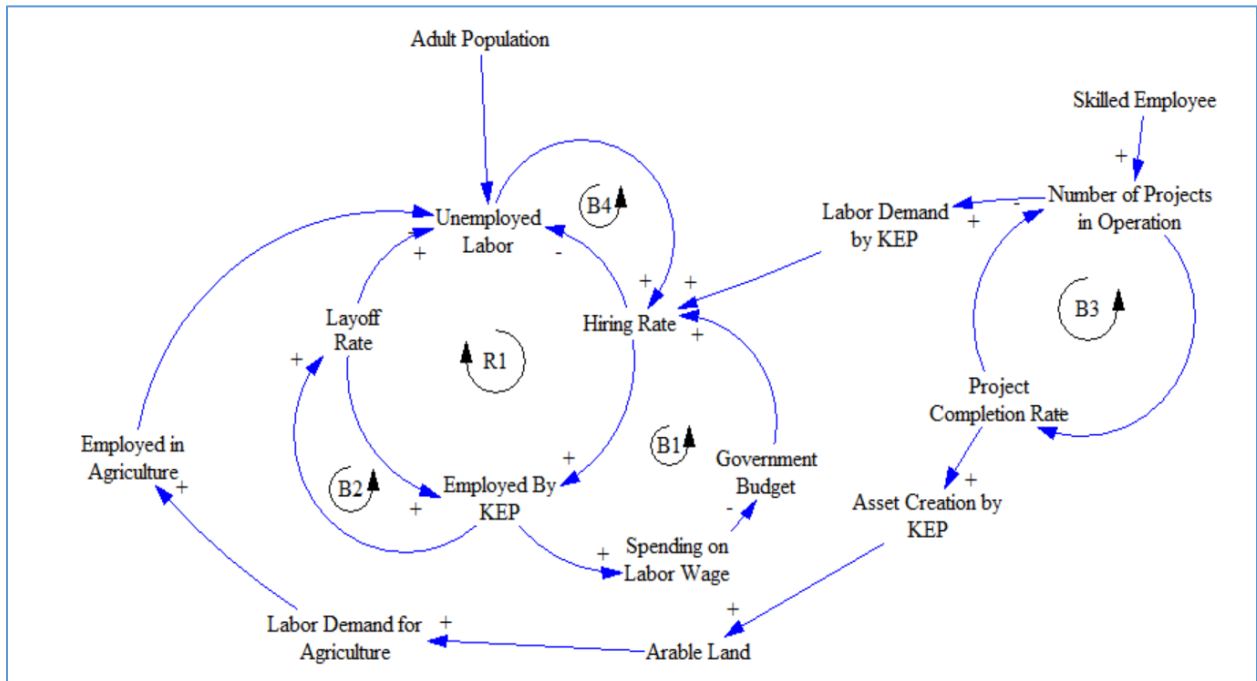 Adult Population
Skilled Employee
+
B4
Number of Projects
in Operation
-
Unemployed
Labor
-
+
-
Labor Demand
by KEP
+
+
+
B3
Layoff
Rate
Hiring Rate
+
+
R1
Project
Completion Rate
+
Employed in
Agriculture
+
B1
Government
Budget
+
B2
Employed By
KEP
+
+
Asset Creation by
KEP
-
+
Spending on
Labor Wage
+
Labor Demand for
Agriculture
+
Arable Land